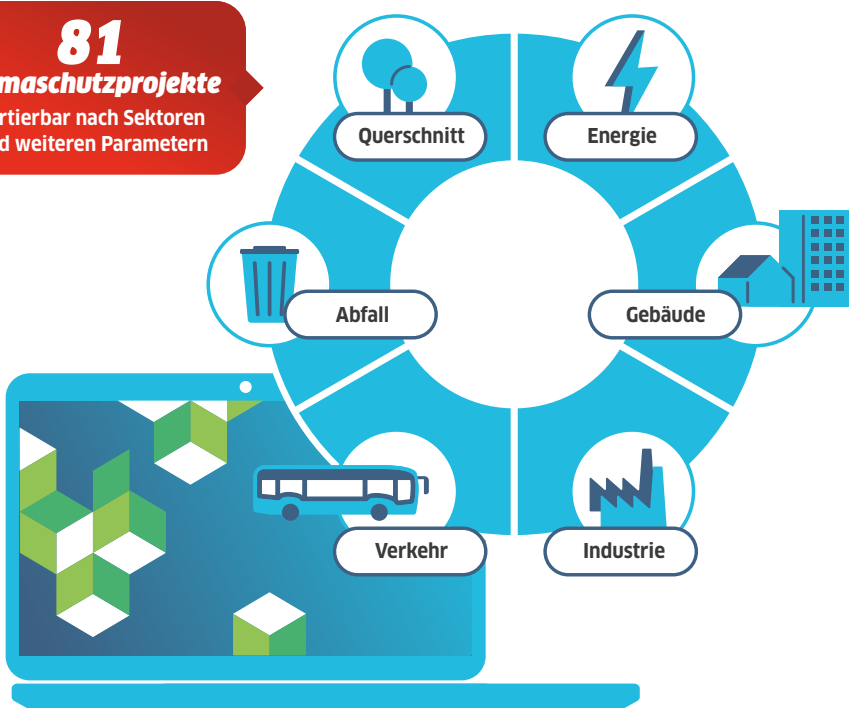 81
maschutzprojekte
rtierbar nach Sektoren
d weiteren Parametern
Querschnitt
Energie
Abfall
Gebäude
Verkehr
Industrie